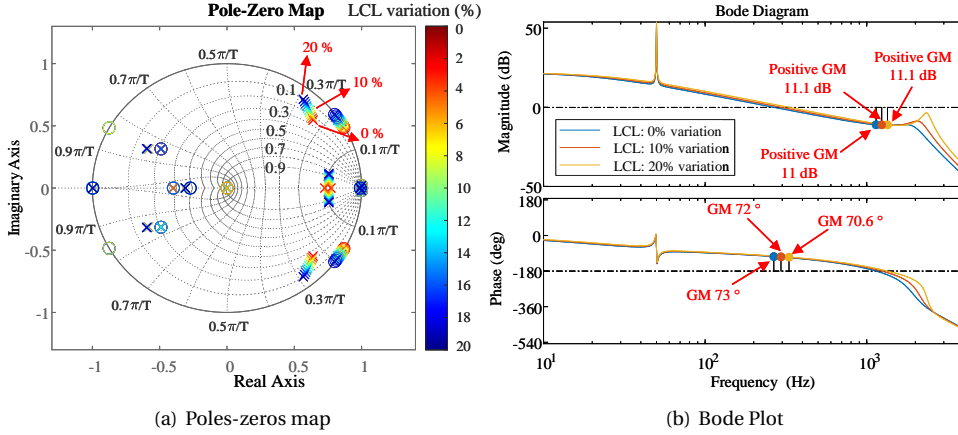 Pole-Zero Map
LCL variation (%)
Imaginary Axis
1
0.5
0
-0.5
-1
-1
-0.5
0
0.5
1
Real Axis
0.5π/T
0.7π/T
0.9π/T
0.9π/T
0.7π/T
0.5π/T
0.3π/T
0.1π/T
0.1π/T
0.3π/T
0.1
0.3
0.5
0.7
0.9
20 %
10 %
0 %
0
2
4
6
8
10
12
14
16
18
20
(a) Poles-zeros map
Bode Diagram
Magnitude (dB)
50
0
-50
Positive GM
11.1 dB
Positive GM
11.1 dB
Positive GM
11 dB
LCL: 0% variation
LCL: 10% variation
LCL: 20% variation
Phase (deg)
180
0
-180
-360
-540
GM 72 °
GM 70.6 °
GM 73 °
10¹
10²
10³
Frequency (Hz)
(b) Bode Plot